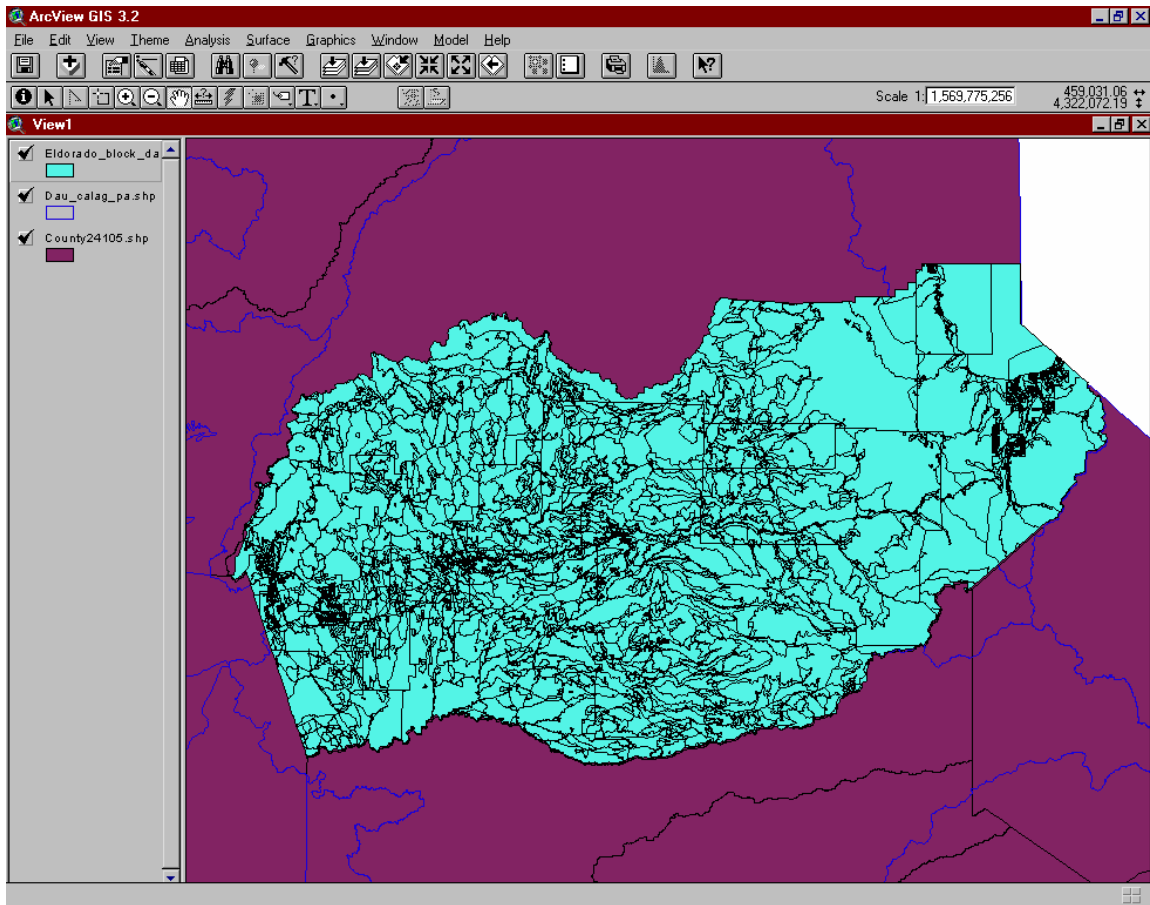 ArcView GIS 3.2
File Edit View Theme Analysis Surface Graphics Window Model Help
Scale 1: 1,569,775,256
459,031.06
4,322,072.19
View1
Eldorado_block_da
Dau_calag_pa.shp
County24105.shp